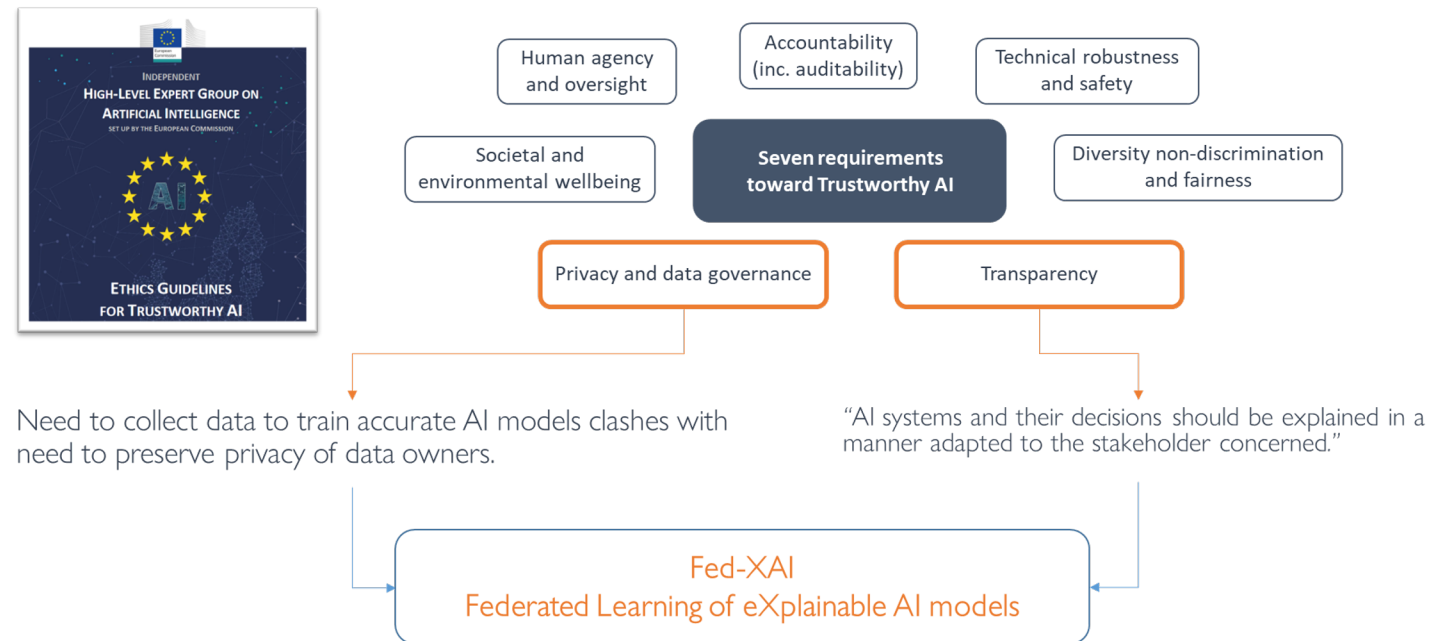 European
Commission
INDEPENDENT
HIGH-LEVEL EXPERT GROUP ON
ARTIFICIAL INTELLIGENCE
SET UP BY THE EUROPEAN COMMISSION
AI
ETHICS GUIDELINES
FOR TRUSTWORTHY AI
Human agency
and oversight
Accountability
(inc. auditability)
Technical robustness
and safety
Societal and
environmental wellbeing
Seven requirements
toward Trustworthy AI
Diversity non-discrimination
and fairness
Privacy and data governance
Transparency
Need to collect data to train accurate AI models clashes with
need to preserve privacy of data owners.
“AI systems and their decisions should be explained in a
manner adapted to the stakeholder concerned.”
Fed-XAI
Federated Learning of eXplainable AI models